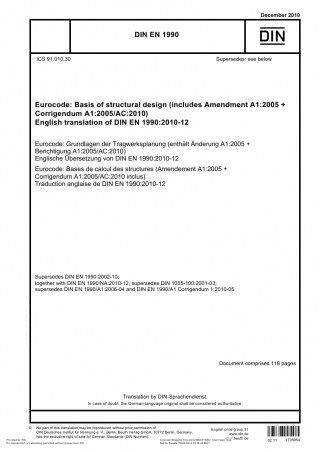 December 2010
DIN EN 1990
DIN
ICS 91.010.30
Supersedes: see below
Eurocode: Basis of structural design (includes Amendment A1:2005 +
Corrigendum A1:2005/AC:2010)
English translation of DIN EN 1990:2010-12
Eurocode: Grundlagen der Tragwerksplanung (enthält Änderung A1:2005 +
Berichtigung A1:2005/AC:2010)
Englische Übersetzung von DIN EN 1990:2010-12
Eurocode: Bases de calcul des structures (Amendement A1:2005 +
Corrigendum A1:2005/AC:2010 inclus)
Traduction anglaise de DIN EN 1990:2010-12
Supersedes DIN EN 1990:2002-10;
together with DIN EN 1990/NA:2010-12, supersedes DIN 1055-100:2001-03;
supersedes DIN EN 1990/A1:2006-04 and DIN EN 1990/A1 Corrigendum 1:2010-05
Document comprises 118 pages
Translation by DIN-Sprachendienst.
In case of doubt, the German-language original shall be considered authoritative.
© No part of this translation may be reproduced without prior permission of
DIN Deutsches Institut für Normung e. V., Berlin. Beuth Verlag GmbH, 10772 Berlin, Germany,
has the exclusive right of sale for German Standards (DIN-Normen).
English price group 31
www.din.de
www.beuth.de
02.11